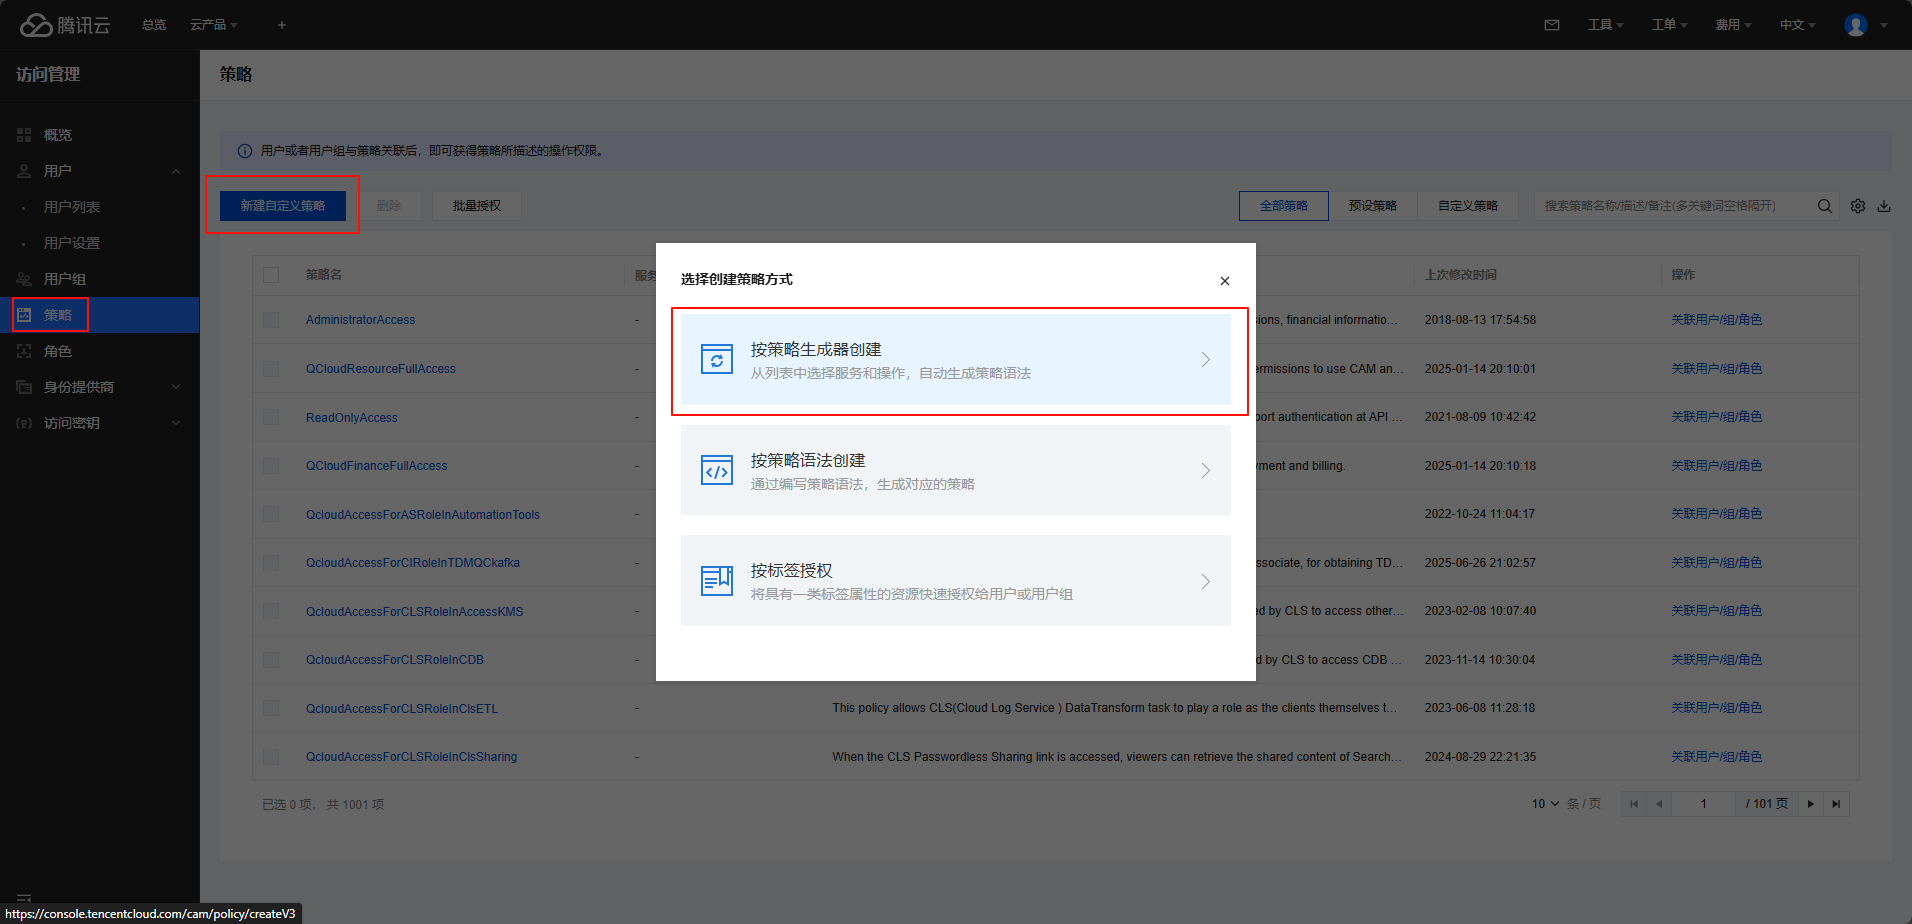 腾讯云
总览
云产品
+
工具
工单
费用
中文
访问管理
概览
用户
用户列表
用户设置
用户组
策略
角色
身份提供商
访问密钥
策略
用户或者用户组与策略关联后，即可获得策略所描述的操作权限。
新建自定义策略
删除
批量授权
全部策略
预设策略
自定义策略
搜索策略名称/描述/备注(多关键词空格隔开)
策略名
服务
上次修改时间
操作
AdministratorAccess
-
ions, financial informatio...
2018-08-13 17:54:58
关联用户/组/角色
QCloudResourceFullAccess
-
ermissions to use CAM an...
2025-01-14 20:10:01
关联用户/组/角色
ReadOnlyAccess
-
port authentication at API ...
2021-08-09 10:42:42
关联用户/组/角色
QCloudFinanceFullAccess
-
ment and billing.
2025-01-14 20:10:18
关联用户/组/角色
QcloudAccessForASRoleInAutomationTools
-
2022-10-24 11:04:17
关联用户/组/角色
QcloudAccessForCIRoleInTDMQCkafka
-
ssociate, for obtaining TD...
2025-06-26 21:02:57
关联用户/组/角色
QcloudAccessForCLSRoleInAccessKMS
-
ed by CLS to access other...
2023-02-08 10:07:40
关联用户/组/角色
QcloudAccessForCLSRoleInCDB
-
d by CLS to access CDB ...
2023-11-14 10:30:04
关联用户/组/角色
QcloudAccessForCLSRoleInClsETL
-
This policy allows CLS(Cloud Log Service ) DataTransform task to play a role as the clients themselves t...
2023-06-08 11:28:18
关联用户/组/角色
QcloudAccessForCLSRoleInClsSharing
-
When the CLS Passwordless Sharing link is accessed, viewers can retrieve the shared content of Search...
2024-08-29 22:21:35
关联用户/组/角色
已选 0 项， 共 1001 项
10 条 / 页
1
/ 101 页
选择创建策略方式
按策略生成器创建
从列表中选择服务和操作，自动生成策略语法
按策略语法创建
通过编写策略语法，生成对应的策略
按标签授权
将具有一类标签属性的资源快速授权给用户或用户组
https://console.tencentcloud.com/cam/policy/createV3